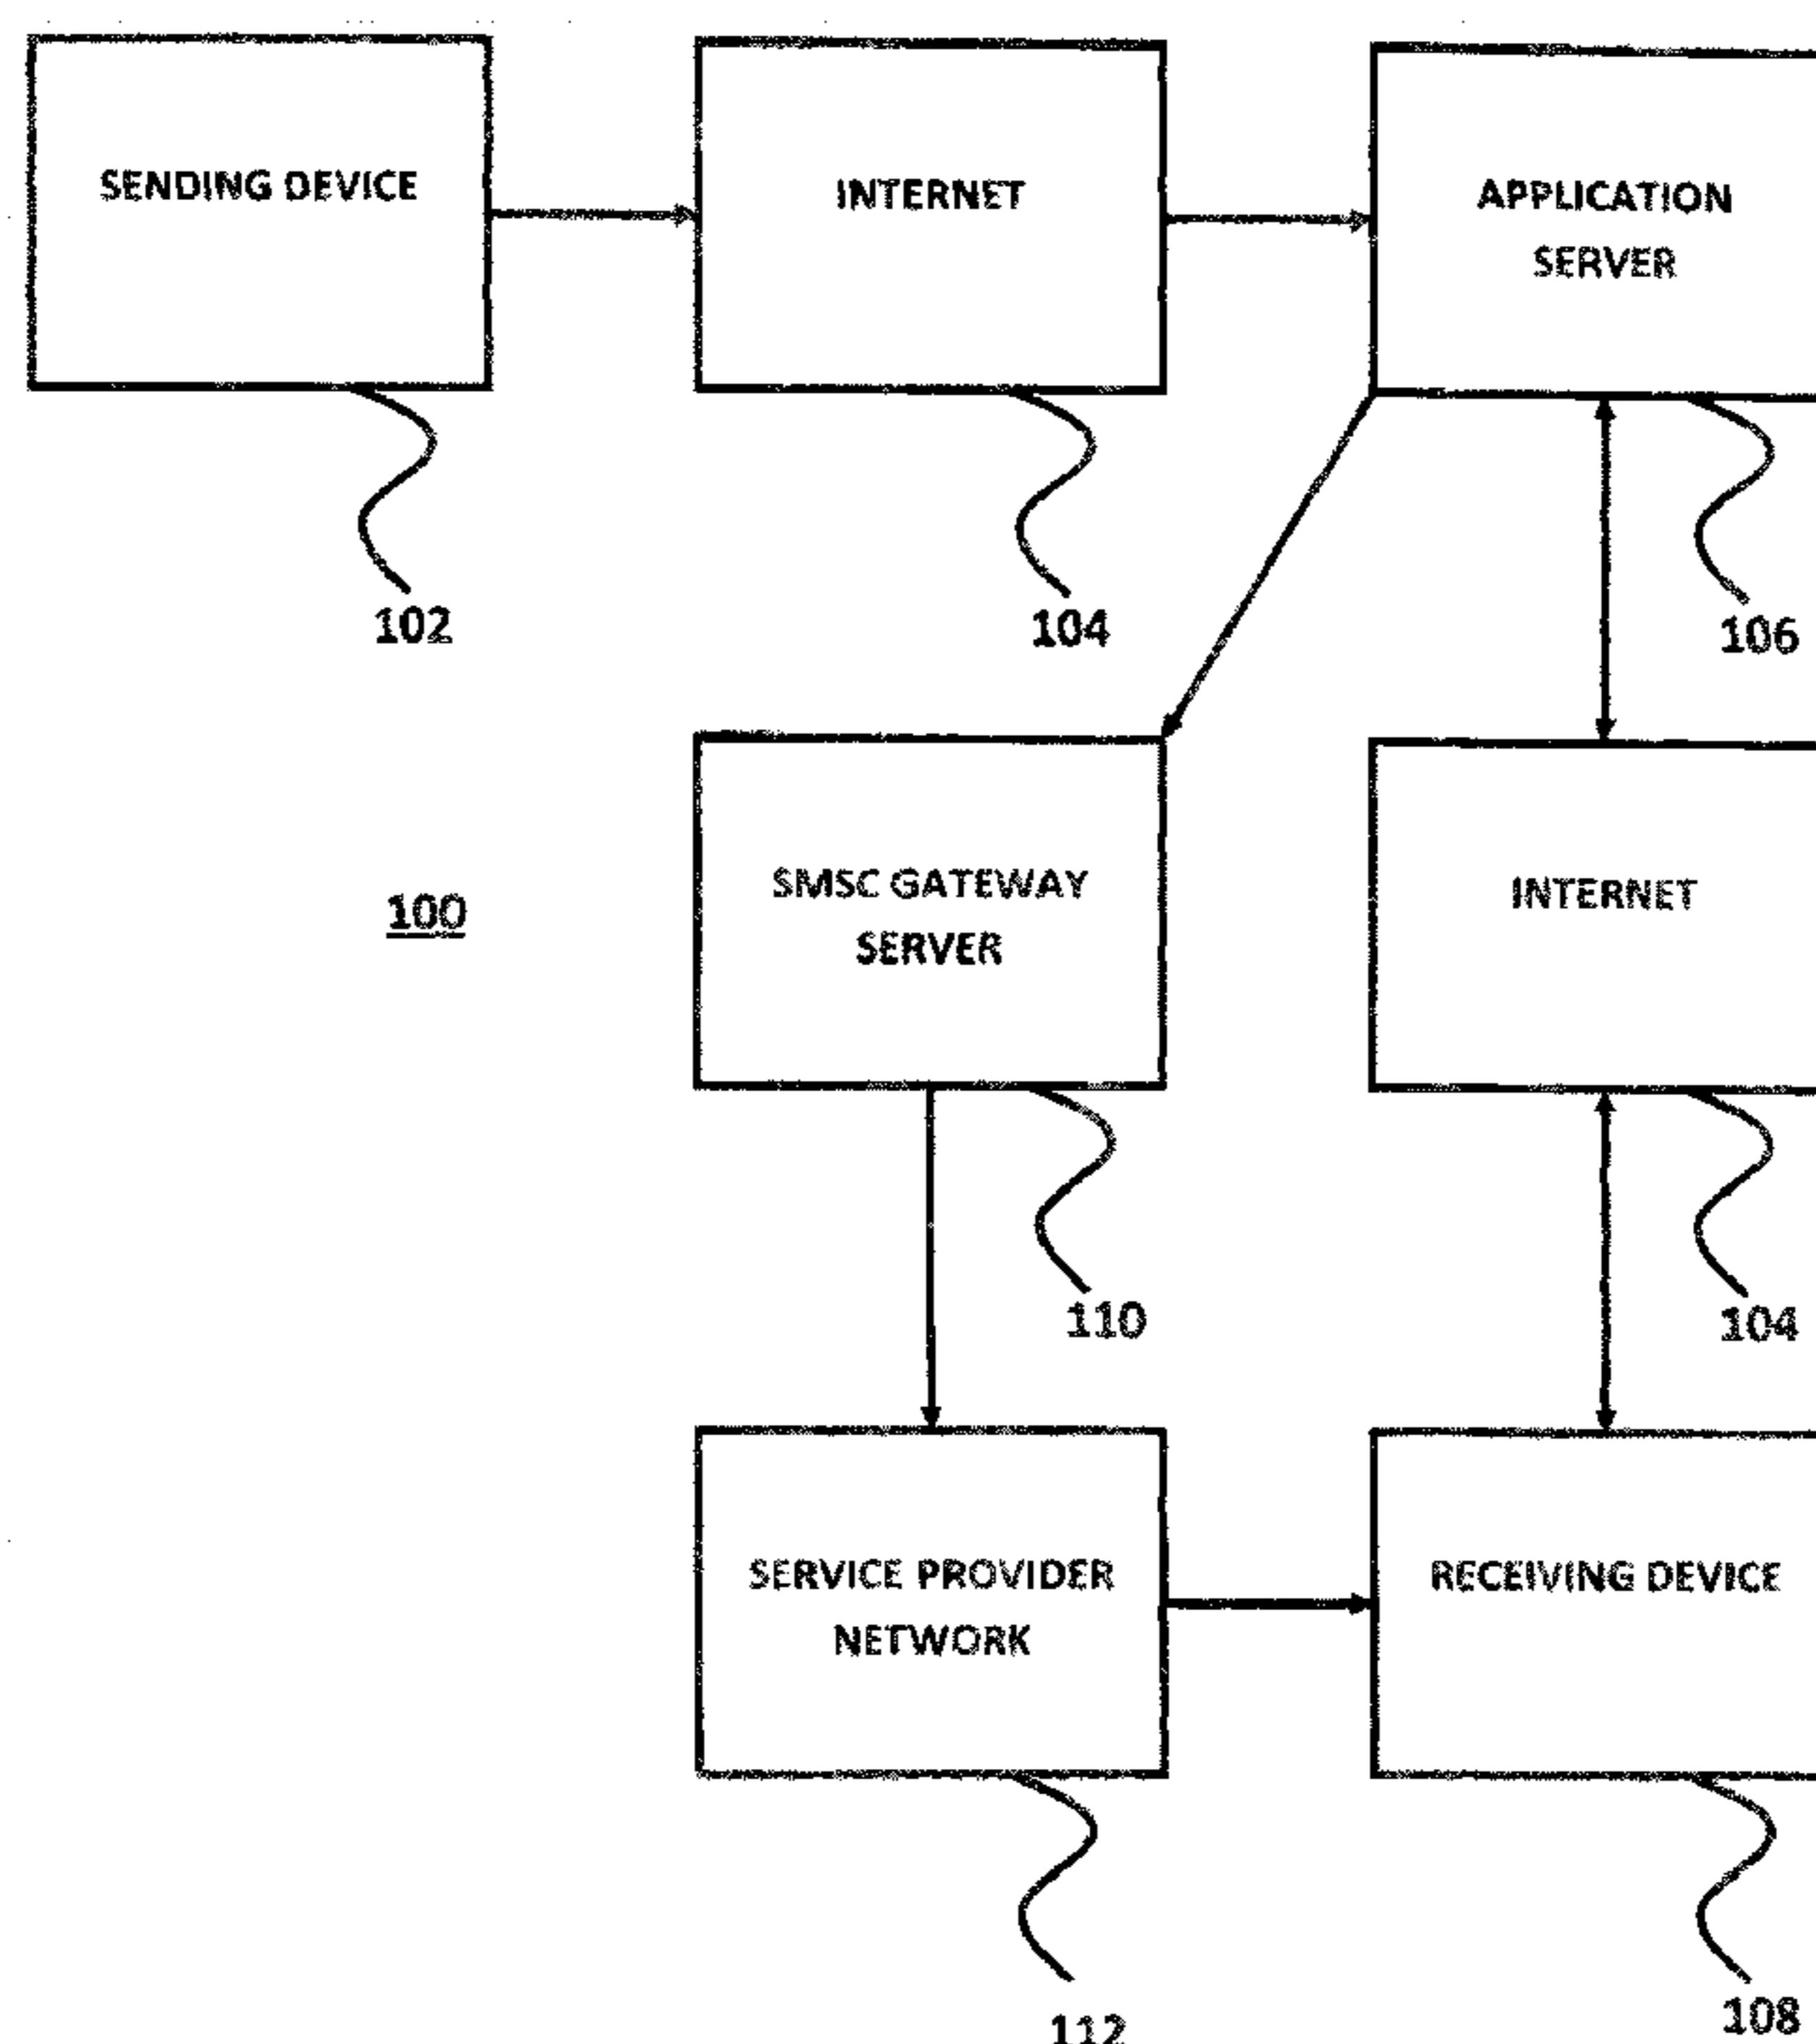 SENDING DEVICE
INTERNET
APPLICATION
SERVER
102
104
106
SMSC GATEWAY
SERVER
INTERNET
100
110
104
SERVICE PROVIDER
NETWORK
RECEIVING DEVICE
112
108